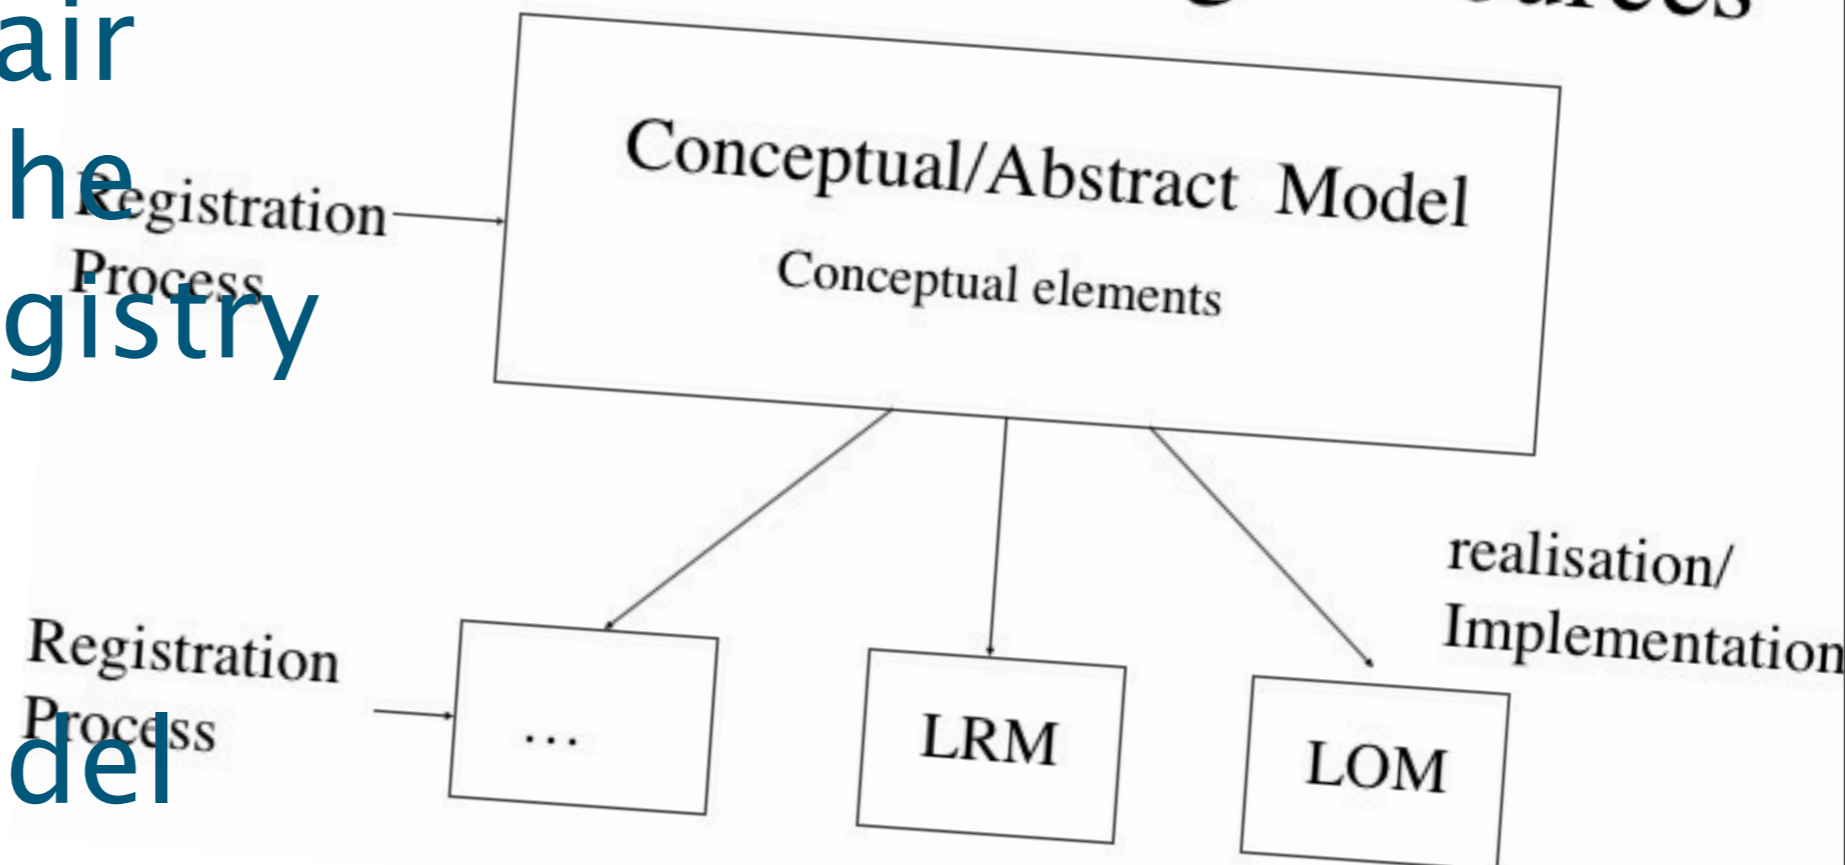 air
he
gistry
del
Conceptual/Abstract Model
Conceptual elements
Registration
Process
realisation/
Implementation
Registration
Process
...
LRM
LOM